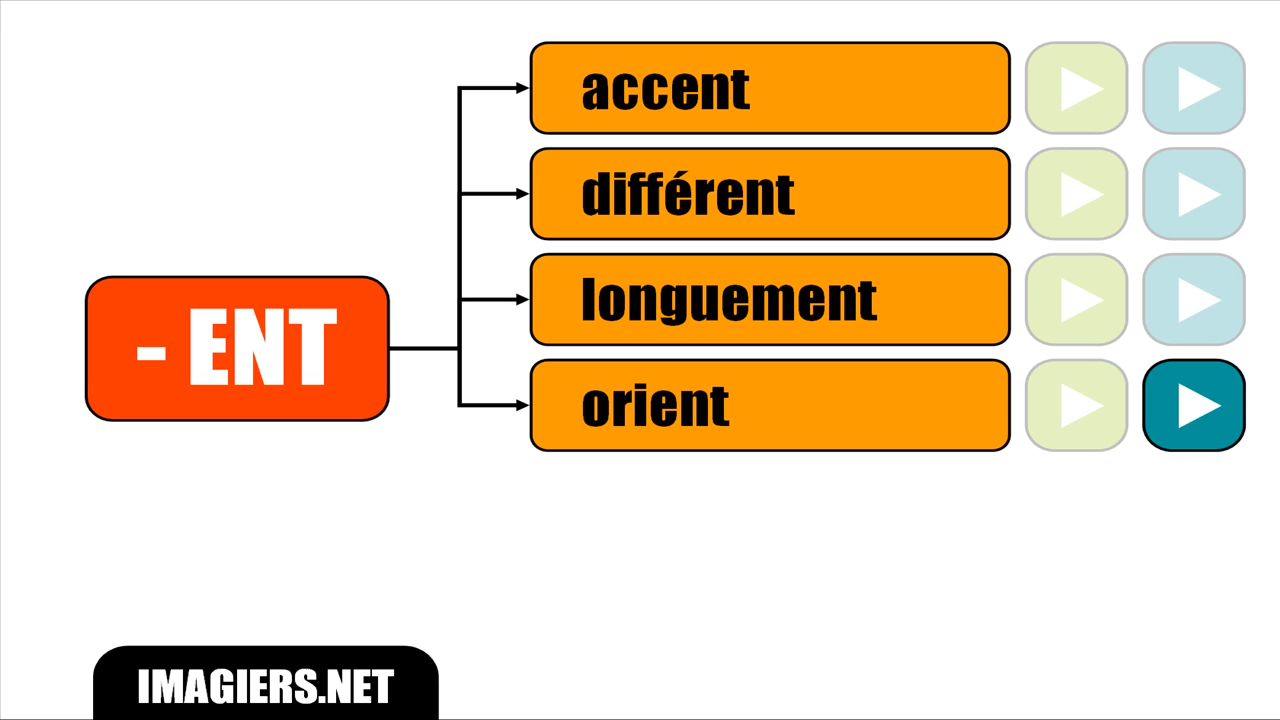 accent
différent
longuement
- ENT
orient
IMAGIERS.NET